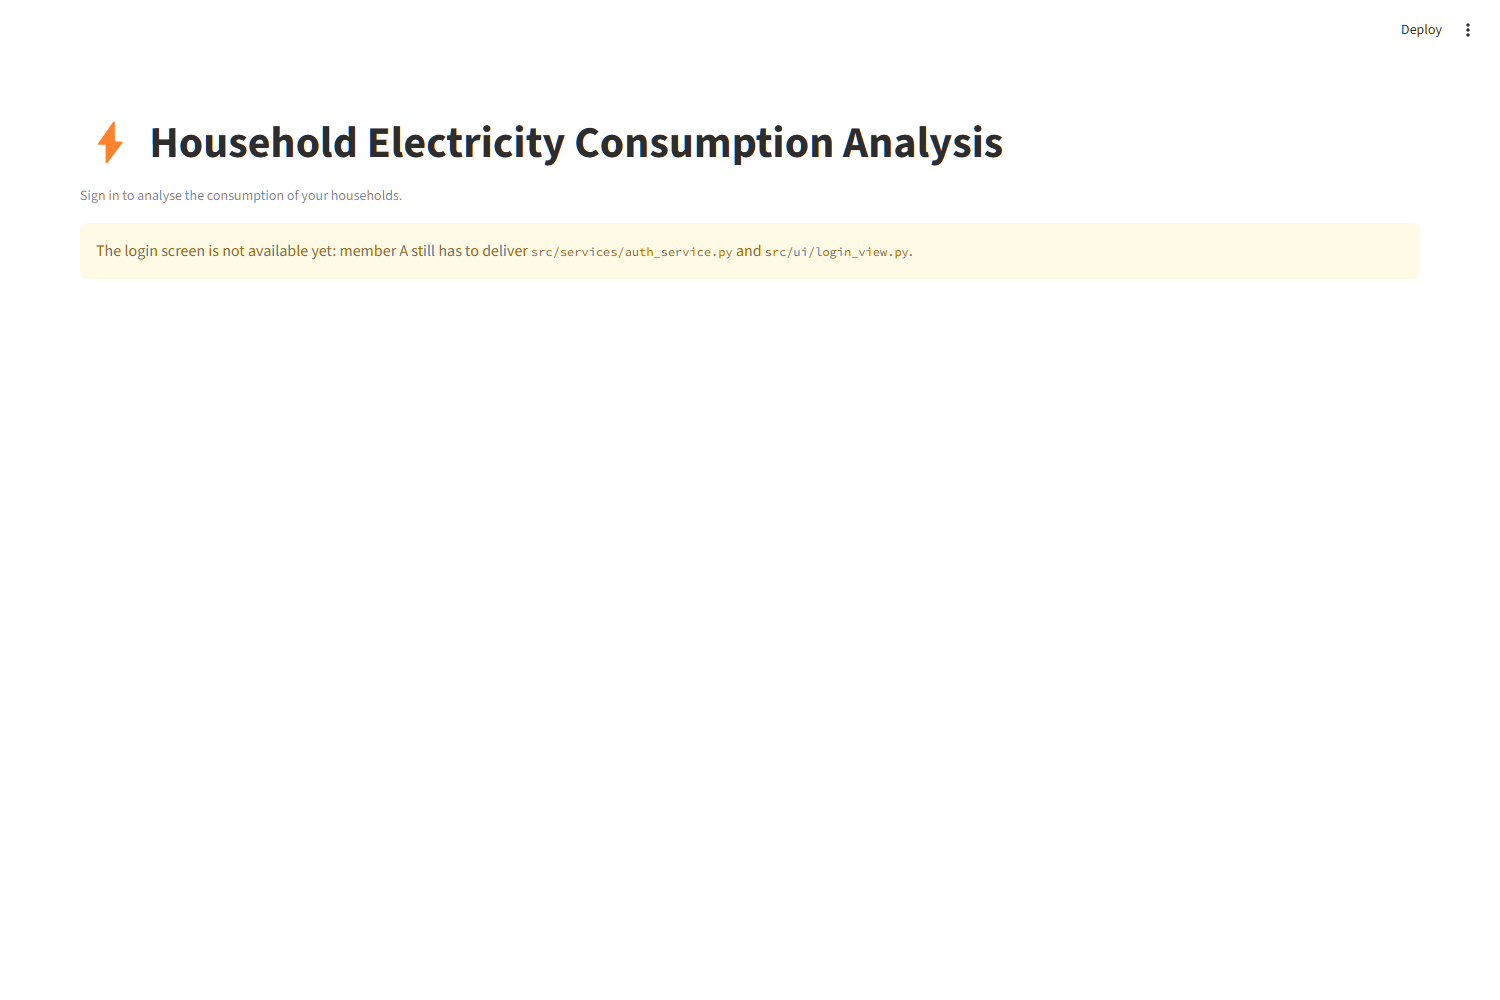 Deploy
Household Electricity Consumption Analysis
Sign in to analyse the consumption of your households.
The login screen is not available yet: member A still has to deliver src/services/auth_service.py and src/ui/login_view.py.